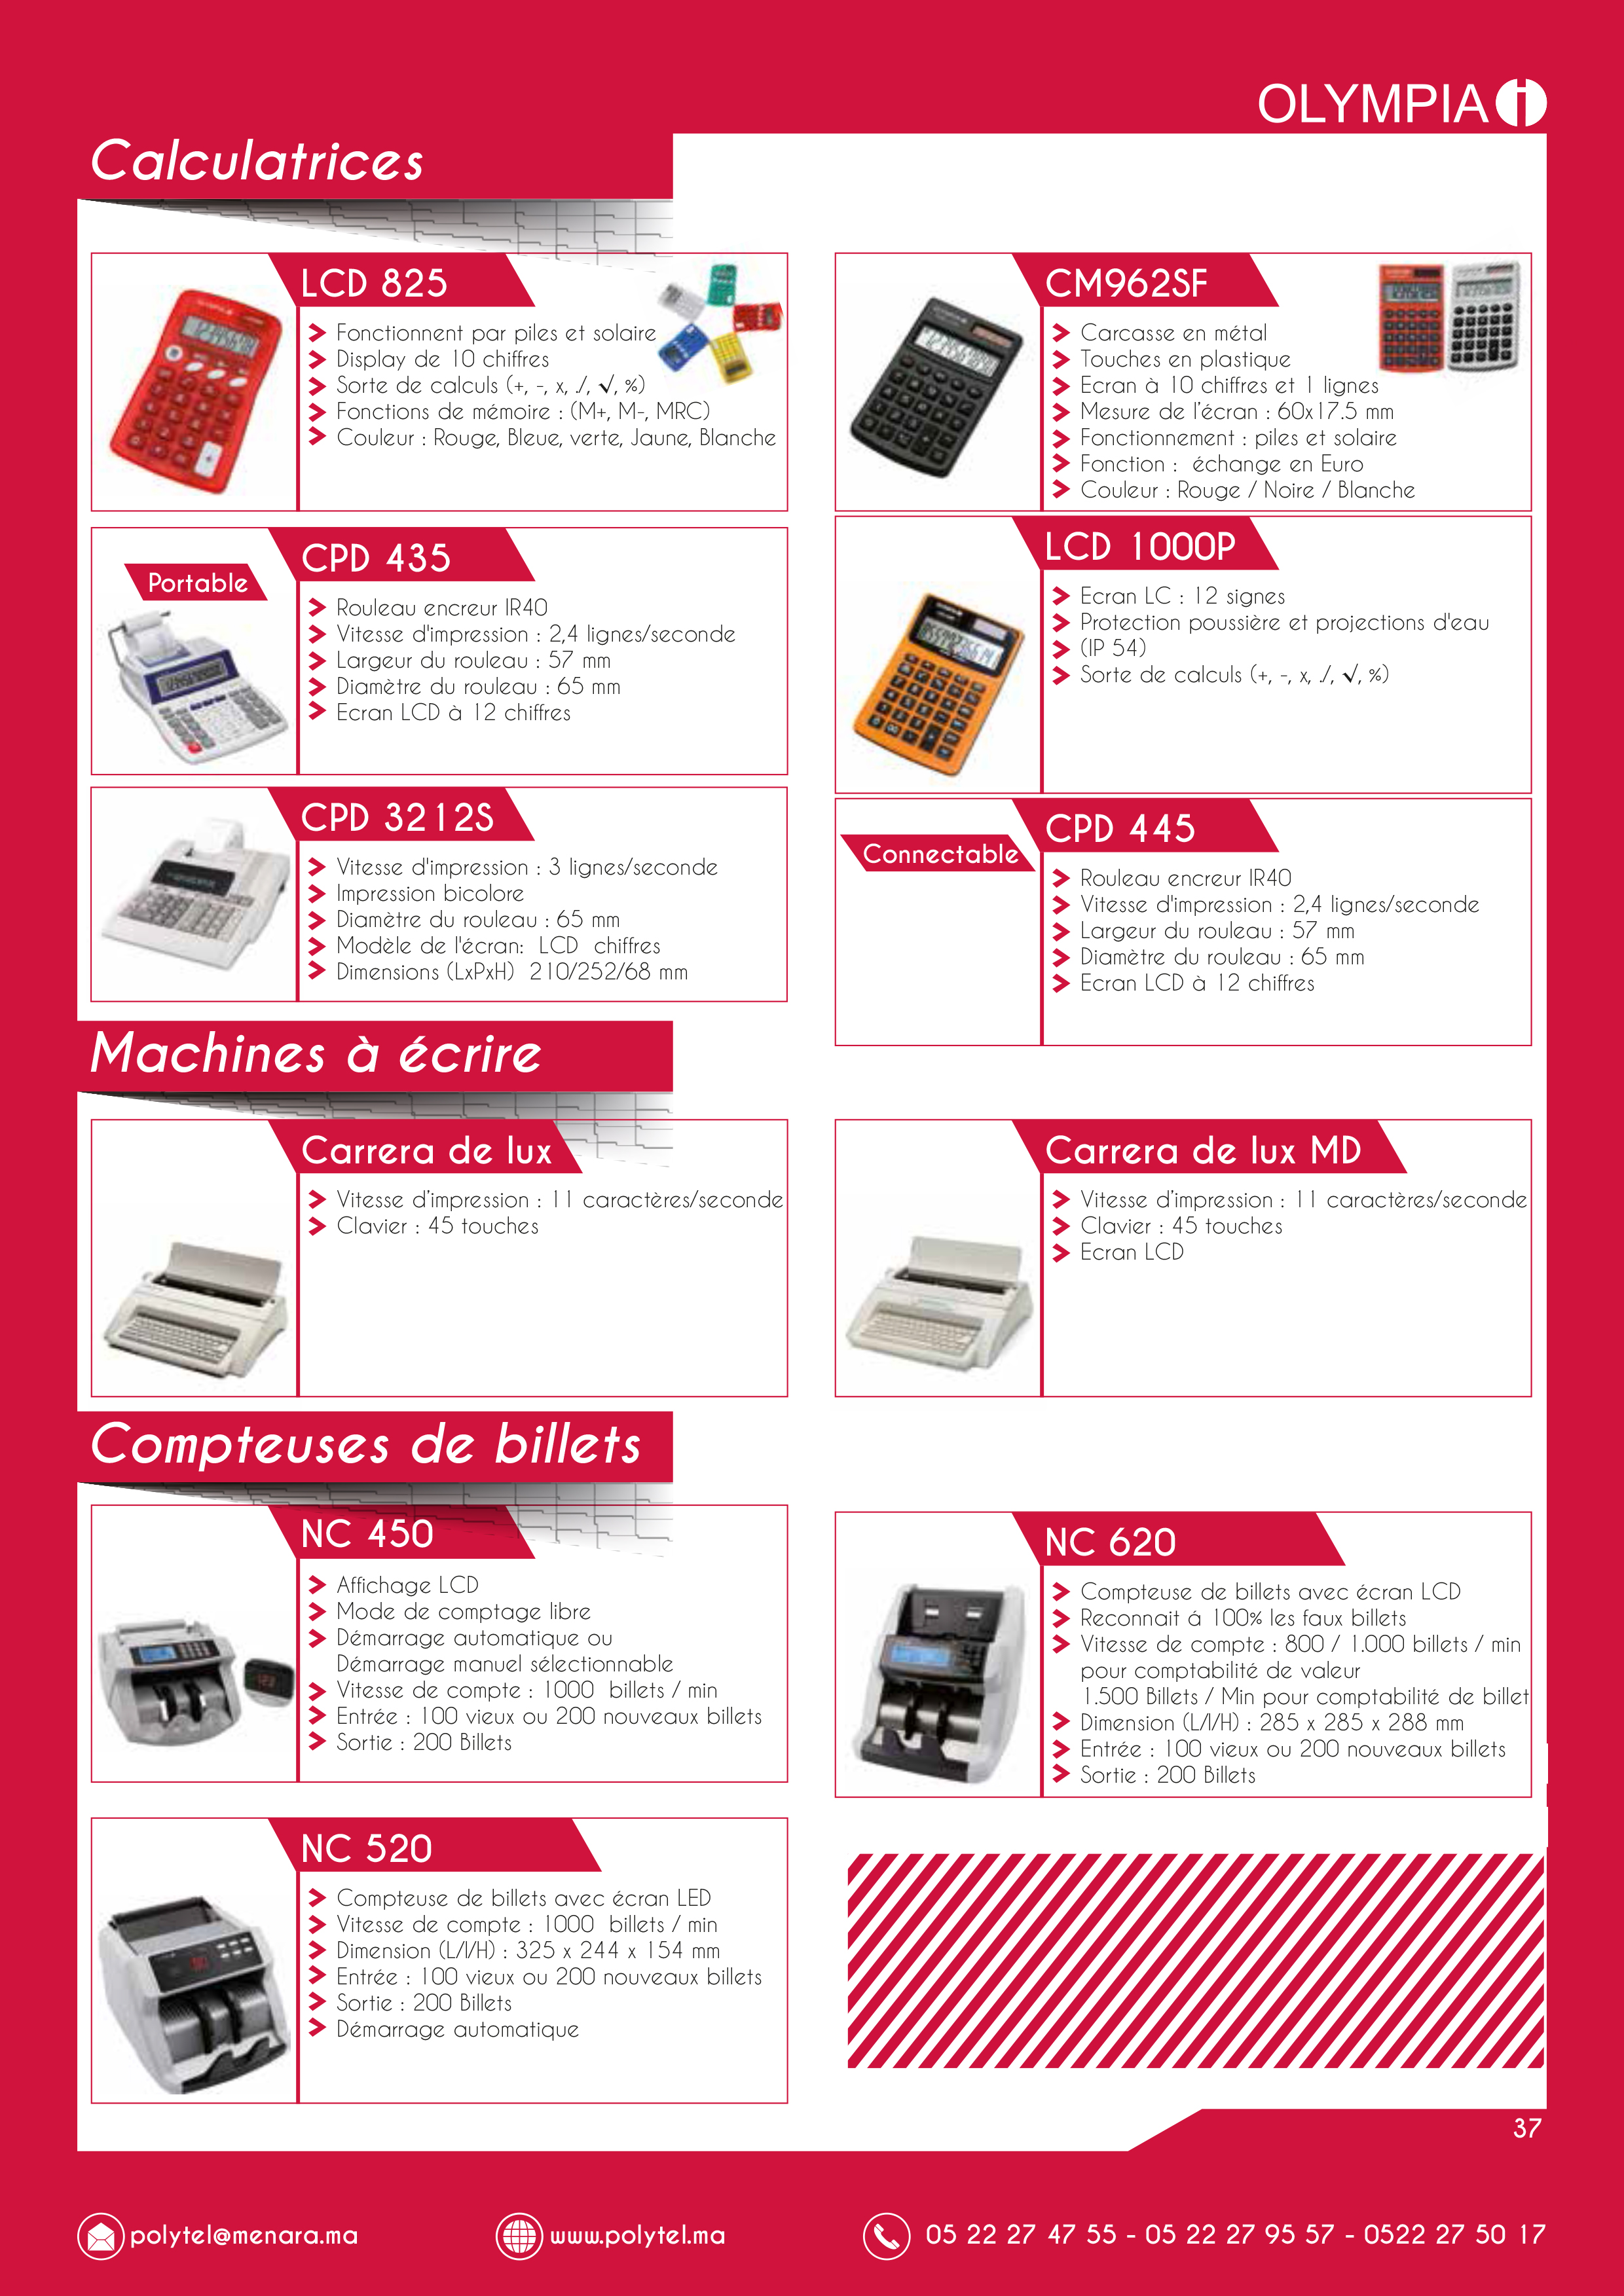 OLYMPIA
Calculatrices
LCD 825
Fonctionnent par piles et solaire
Display de 10 chiffres
Sorte de calculs (+, -, x, ./, √, %)
Fonctions de mémoire : (M+, M-, MRC)
Couleur : Rouge, Bleue, verte, Jaune, Blanche
CM962SF
Carcasse en métal
Touches en plastique
Ecran à 10 chiffres et 1 lignes
Mesure de l'écran : 60x17.5 mm
Fonctionnement : piles et solaire
Fonction : échange en Euro
Couleur : Rouge / Noire / Blanche
CPD 435
Portable
Rouleau encreur IR40
Vitesse d'impression : 2,4 lignes/seconde
Largeur du rouleau : 57 mm
Diamètre du rouleau : 65 mm
Ecran LCD à 12 chiffres
LCD 1000P
Ecran LC : 12 signes
Protection poussière et projections d'eau
(IP 54)
Sorte de calculs (+, -, x, ./, √, %)
CPD 3212S
Vitesse d'impression : 3 lignes/seconde
Impression bicolore
Diamètre du rouleau : 65 mm
Modèle de l'écran: LCD chiffres
Dimensions (LxPxH) 210/252/68 mm
CPD 445
Connectable
Rouleau encreur IR40
Vitesse d'impression : 2,4 lignes/seconde
Largeur du rouleau : 57 mm
Diamètre du rouleau : 65 mm
Ecran LCD à 12 chiffres
Machines à écrire
Carrera de lux
Vitesse d'impression : 11 caractères/seconde
Clavier : 45 touches
Carrera de lux MD
Vitesse d'impression : 11 caractères/seconde
Clavier : 45 touches
Ecran LCD
Compteuses de billets
NC 450
Affichage LCD
Mode de comptage libre
Démarrage automatique ou
Démarrage manuel sélectionnable
Vitesse de compte : 1000 billets / min
Entrée : 100 vieux ou 200 nouveaux billets
Sortie : 200 Billets
NC 620
Compteuse de billets avec écran LCD
Reconnait á 100% les faux billets
Vitesse de compte : 800 / 1.000 billets / min
pour comptabilité de valeur
1.500 Billets / Min pour comptabilité de billet
Dimension (L/l/H) : 285 x 285 x 288 mm
Entrée : 100 vieux ou 200 nouveaux billets
Sortie : 200 Billets
NC 520
Compteuse de billets avec écran LED
Vitesse de compte : 1000 billets / min
Dimension (L/l/H) : 325 x 244 x 154 mm
Entrée : 100 vieux ou 200 nouveaux billets
Sortie : 200 Billets
Démarrage automatique
37
polytel@menara.ma
www.polytel.ma
05 22 27 47 55 - 05 22 27 95 57 - 0522 27 50 17